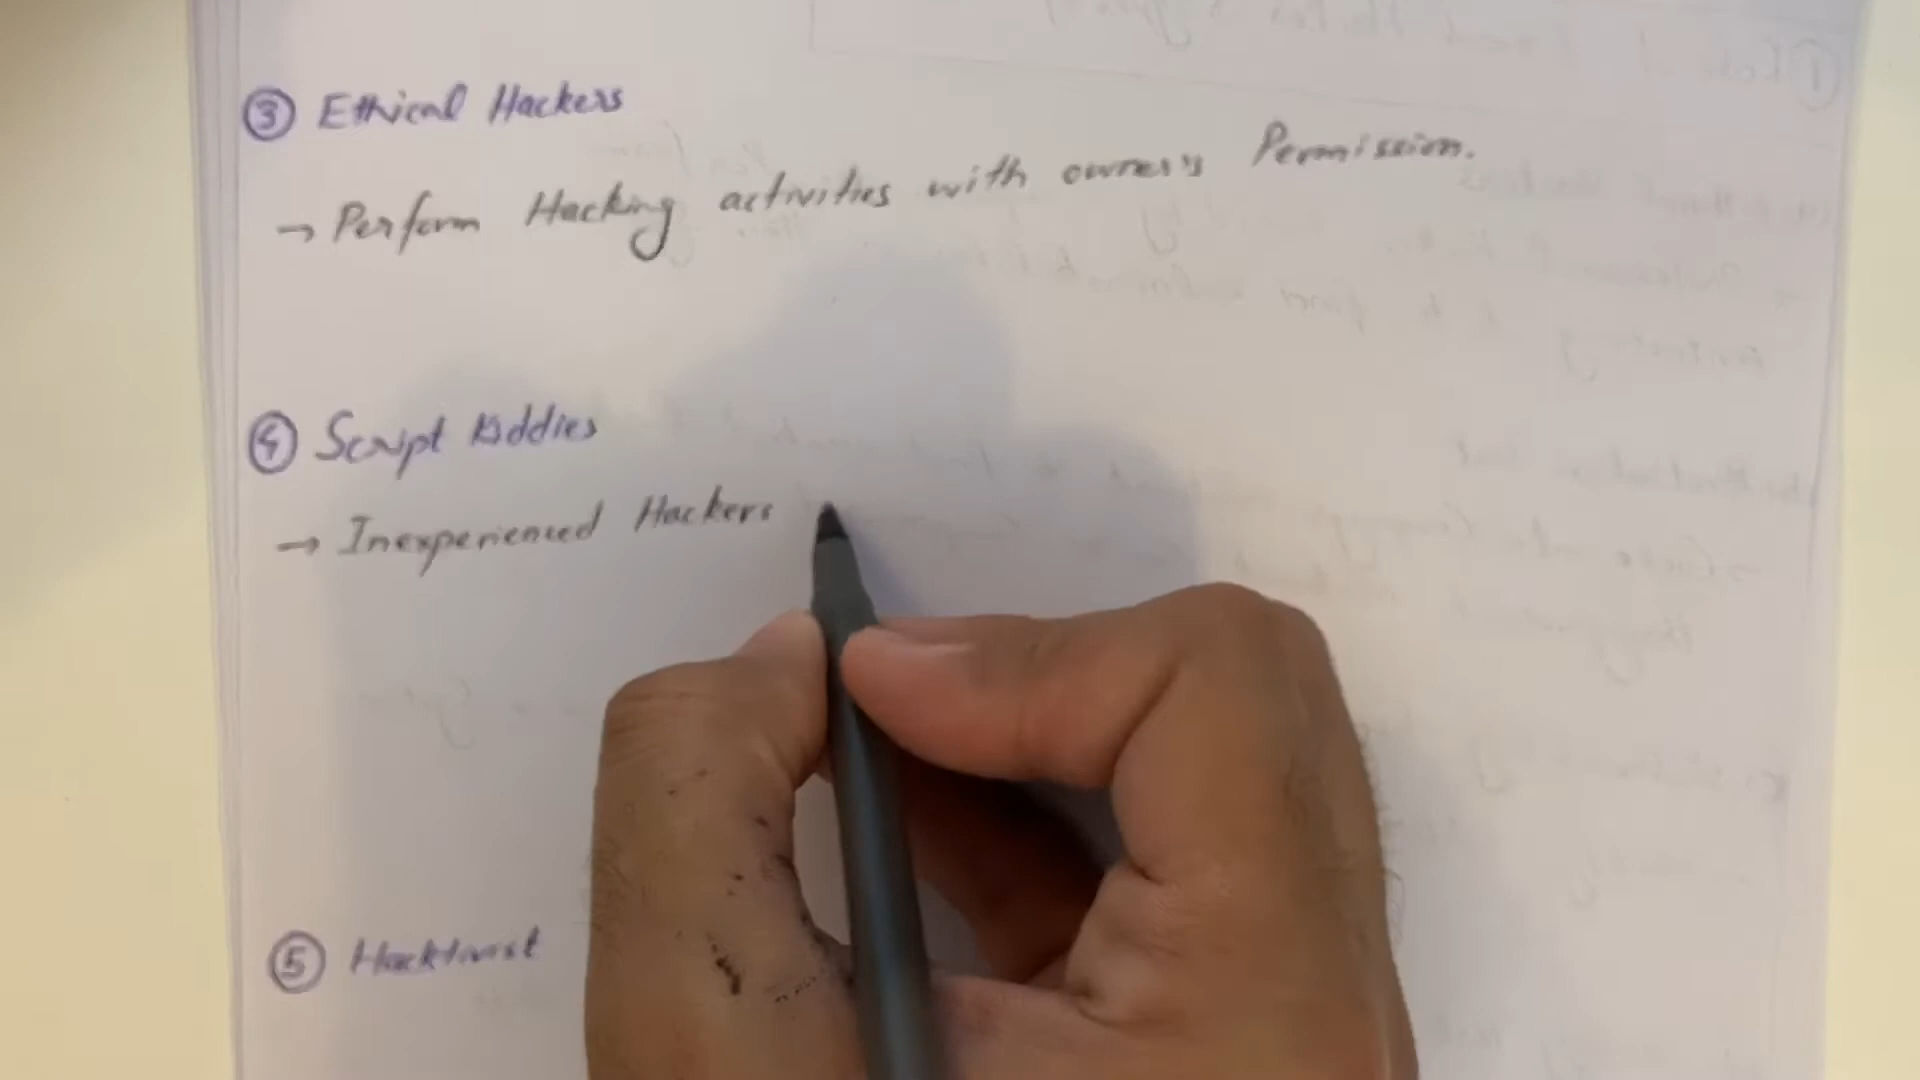 ③ Ethical Hackers
→ Perform Hacking activities with owner's Permission.
④ Script Kiddies
→ Inexperienced Hackers
⑤ Hacktivist